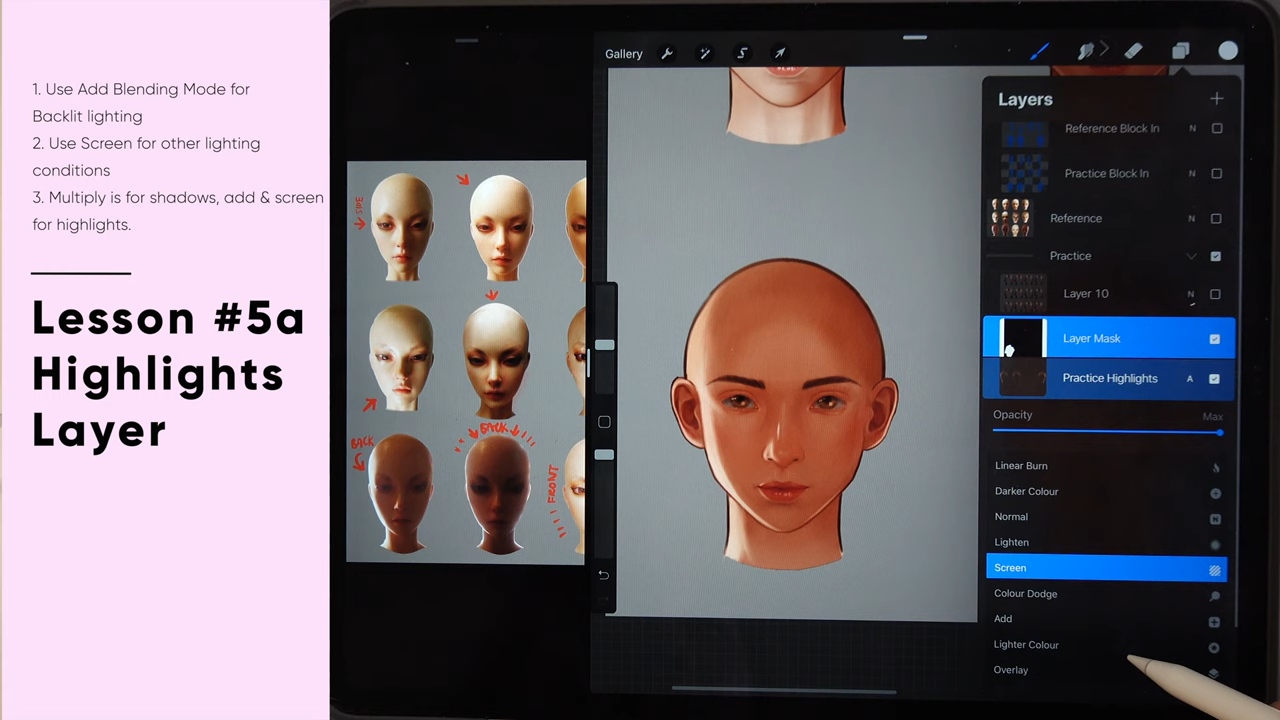 1. Use Add Blending Mode for
Backlit lighting
2. Use Screen for other lighting
conditions
3. Multiply is for shadows, add & screen
for highlights.
Lesson #5a
Highlights
Layer
SIDE
BACK
BACK
FRONT
Gallery
Layers
Reference Block In N
Practice Block In N
Reference N
Practice
Layer 10 N
Layer Mask
Practice Highlights A
Opacity Max
Linear Burn
Darker Colour
Normal N
Lighten
Screen
Colour Dodge
Add
Lighter Colour
Overlay